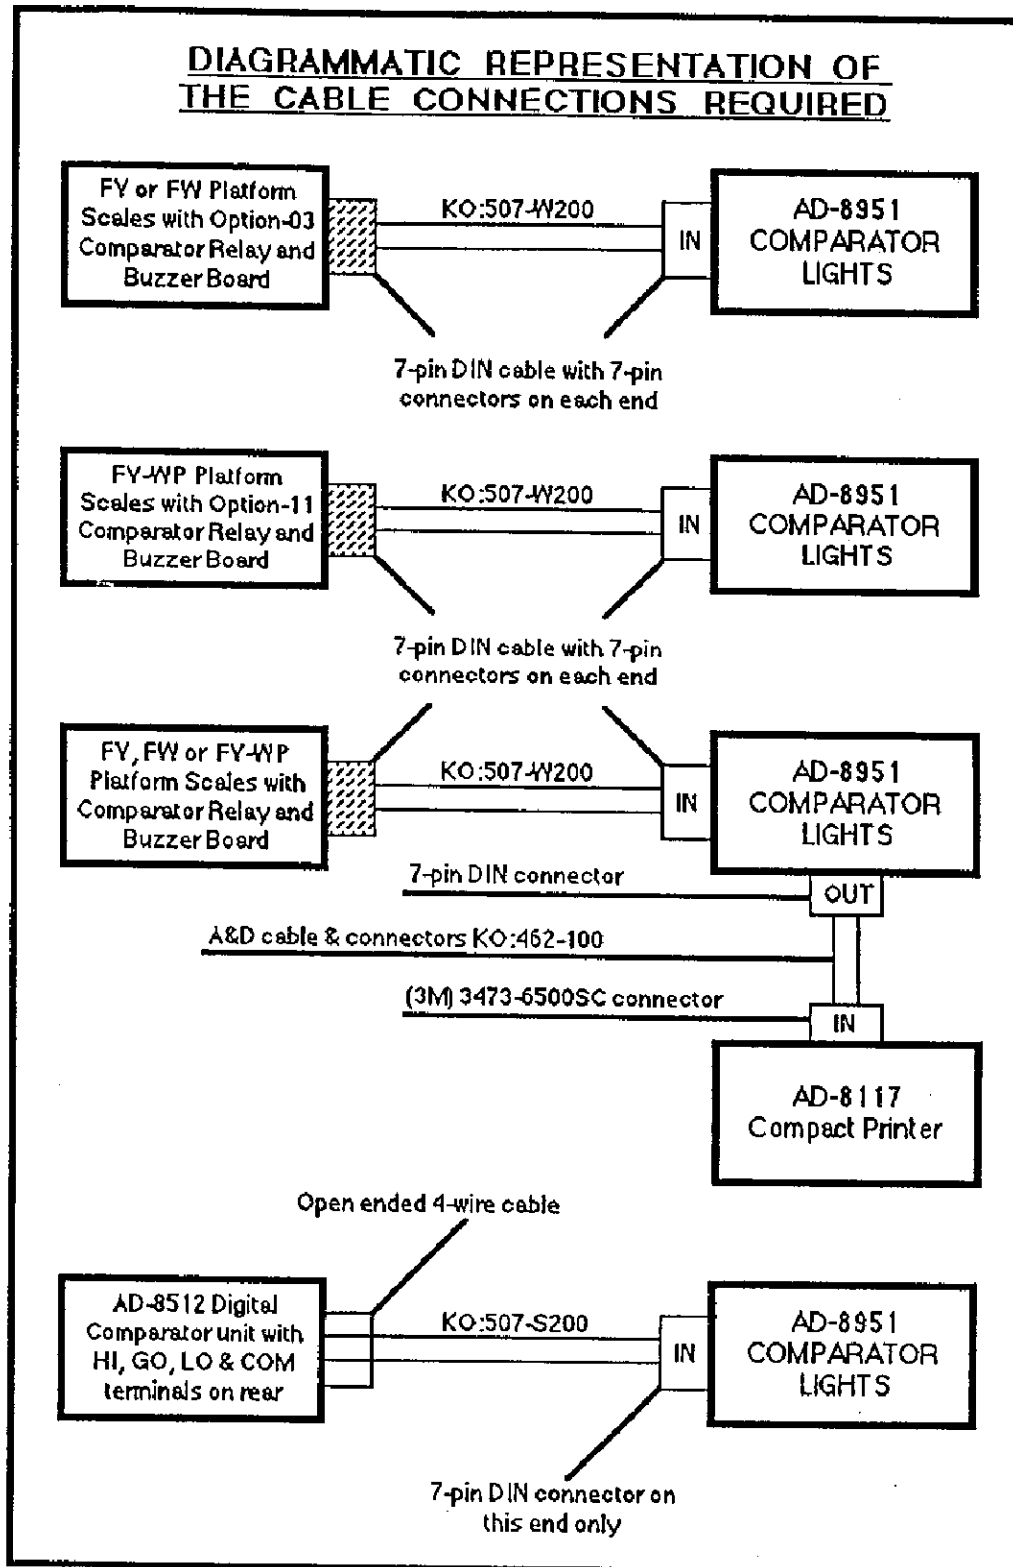 DIAGRAMMATIC REPRESENTATION OF
THE CABLE CONNECTIONS REQUIRED
FY or FW Platform
Scales with Option-03
Comparator Relay and
Buzzer Board
KO:507-W200
IN
AD-8951
COMPARATOR
LIGHTS
7-pin DIN cable with 7-pin
connectors on each end
FY-WP Platform
Scales with Option-11
Comparator Relay and
Buzzer Board
KO:507-W200
IN
AD-8951
COMPARATOR
LIGHTS
7-pin DIN cable with 7-pin
connectors on each end
FY, FW or FY-WP
Platform Scales with
Comparator Relay and
Buzzer Board
KO:507-W200
IN
AD-8951
COMPARATOR
LIGHTS
7-pin DIN connector
OUT
A&D cable & connectors KO:462-100
(3M) 3473-6500SC connector
IN
AD-8117
Compact Printer
Open ended 4-wire cable
AD-8512 Digital
Comparator unit with
HI, GO, LO & COM
terminals on rear
KO:507-S200
IN
AD-8951
COMPARATOR
LIGHTS
7-pin DIN connector on
this end only